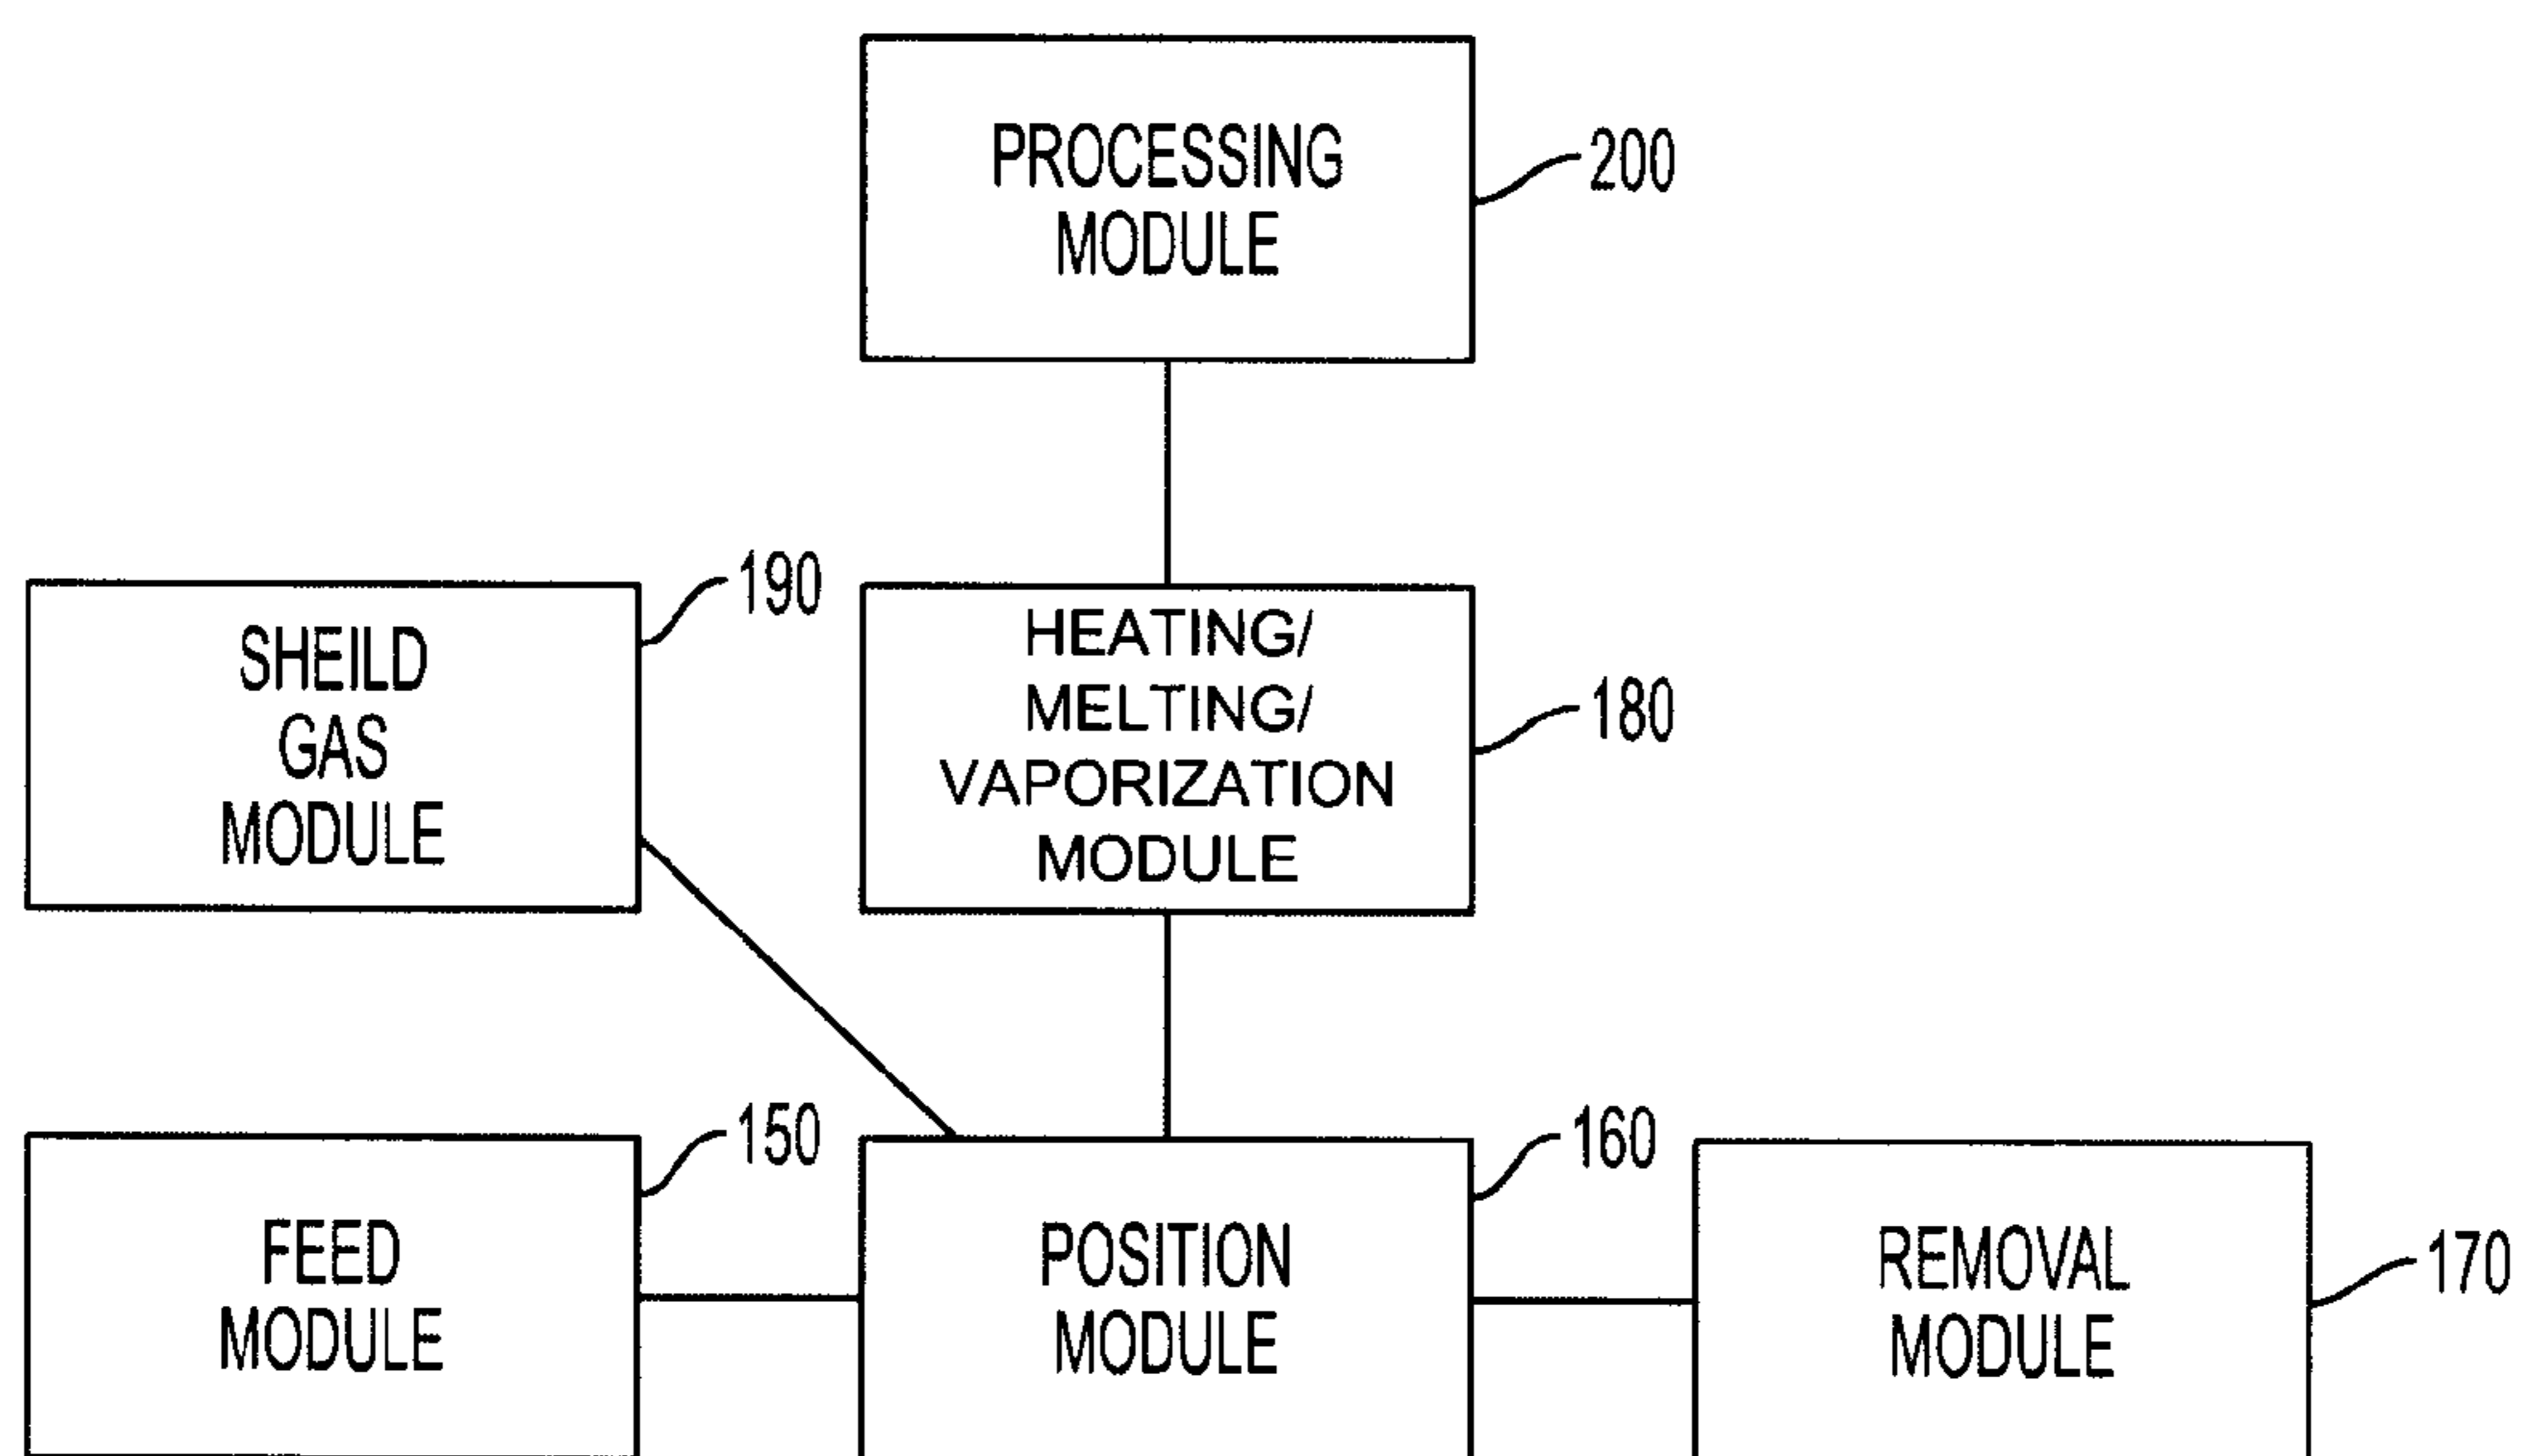 PROCESSING
MODULE
200
SHEILD
GAS
MODULE
190
HEATING/
MELTING/
VAPORIZATION
MODULE
180
FEED
MODULE
150
POSITION
MODULE
160
REMOVAL
MODULE
170